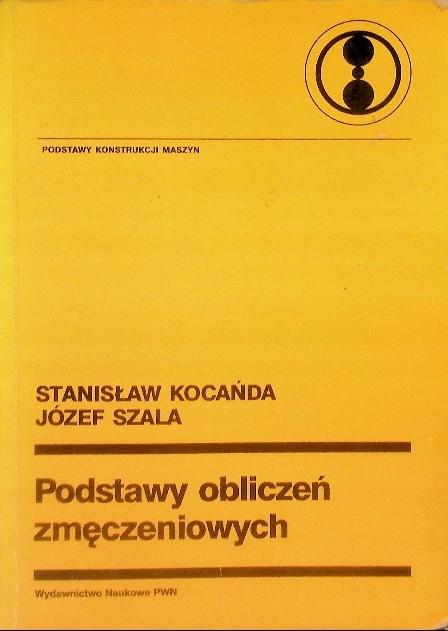 PODSTAWY KONSTRUKCJI MASZYN
STANISŁAW KOCAŃDA
JÓZEF SZALA
Podstawy obliczeń
zmęczeniowych
Wydawnictwo Naukowe PWN